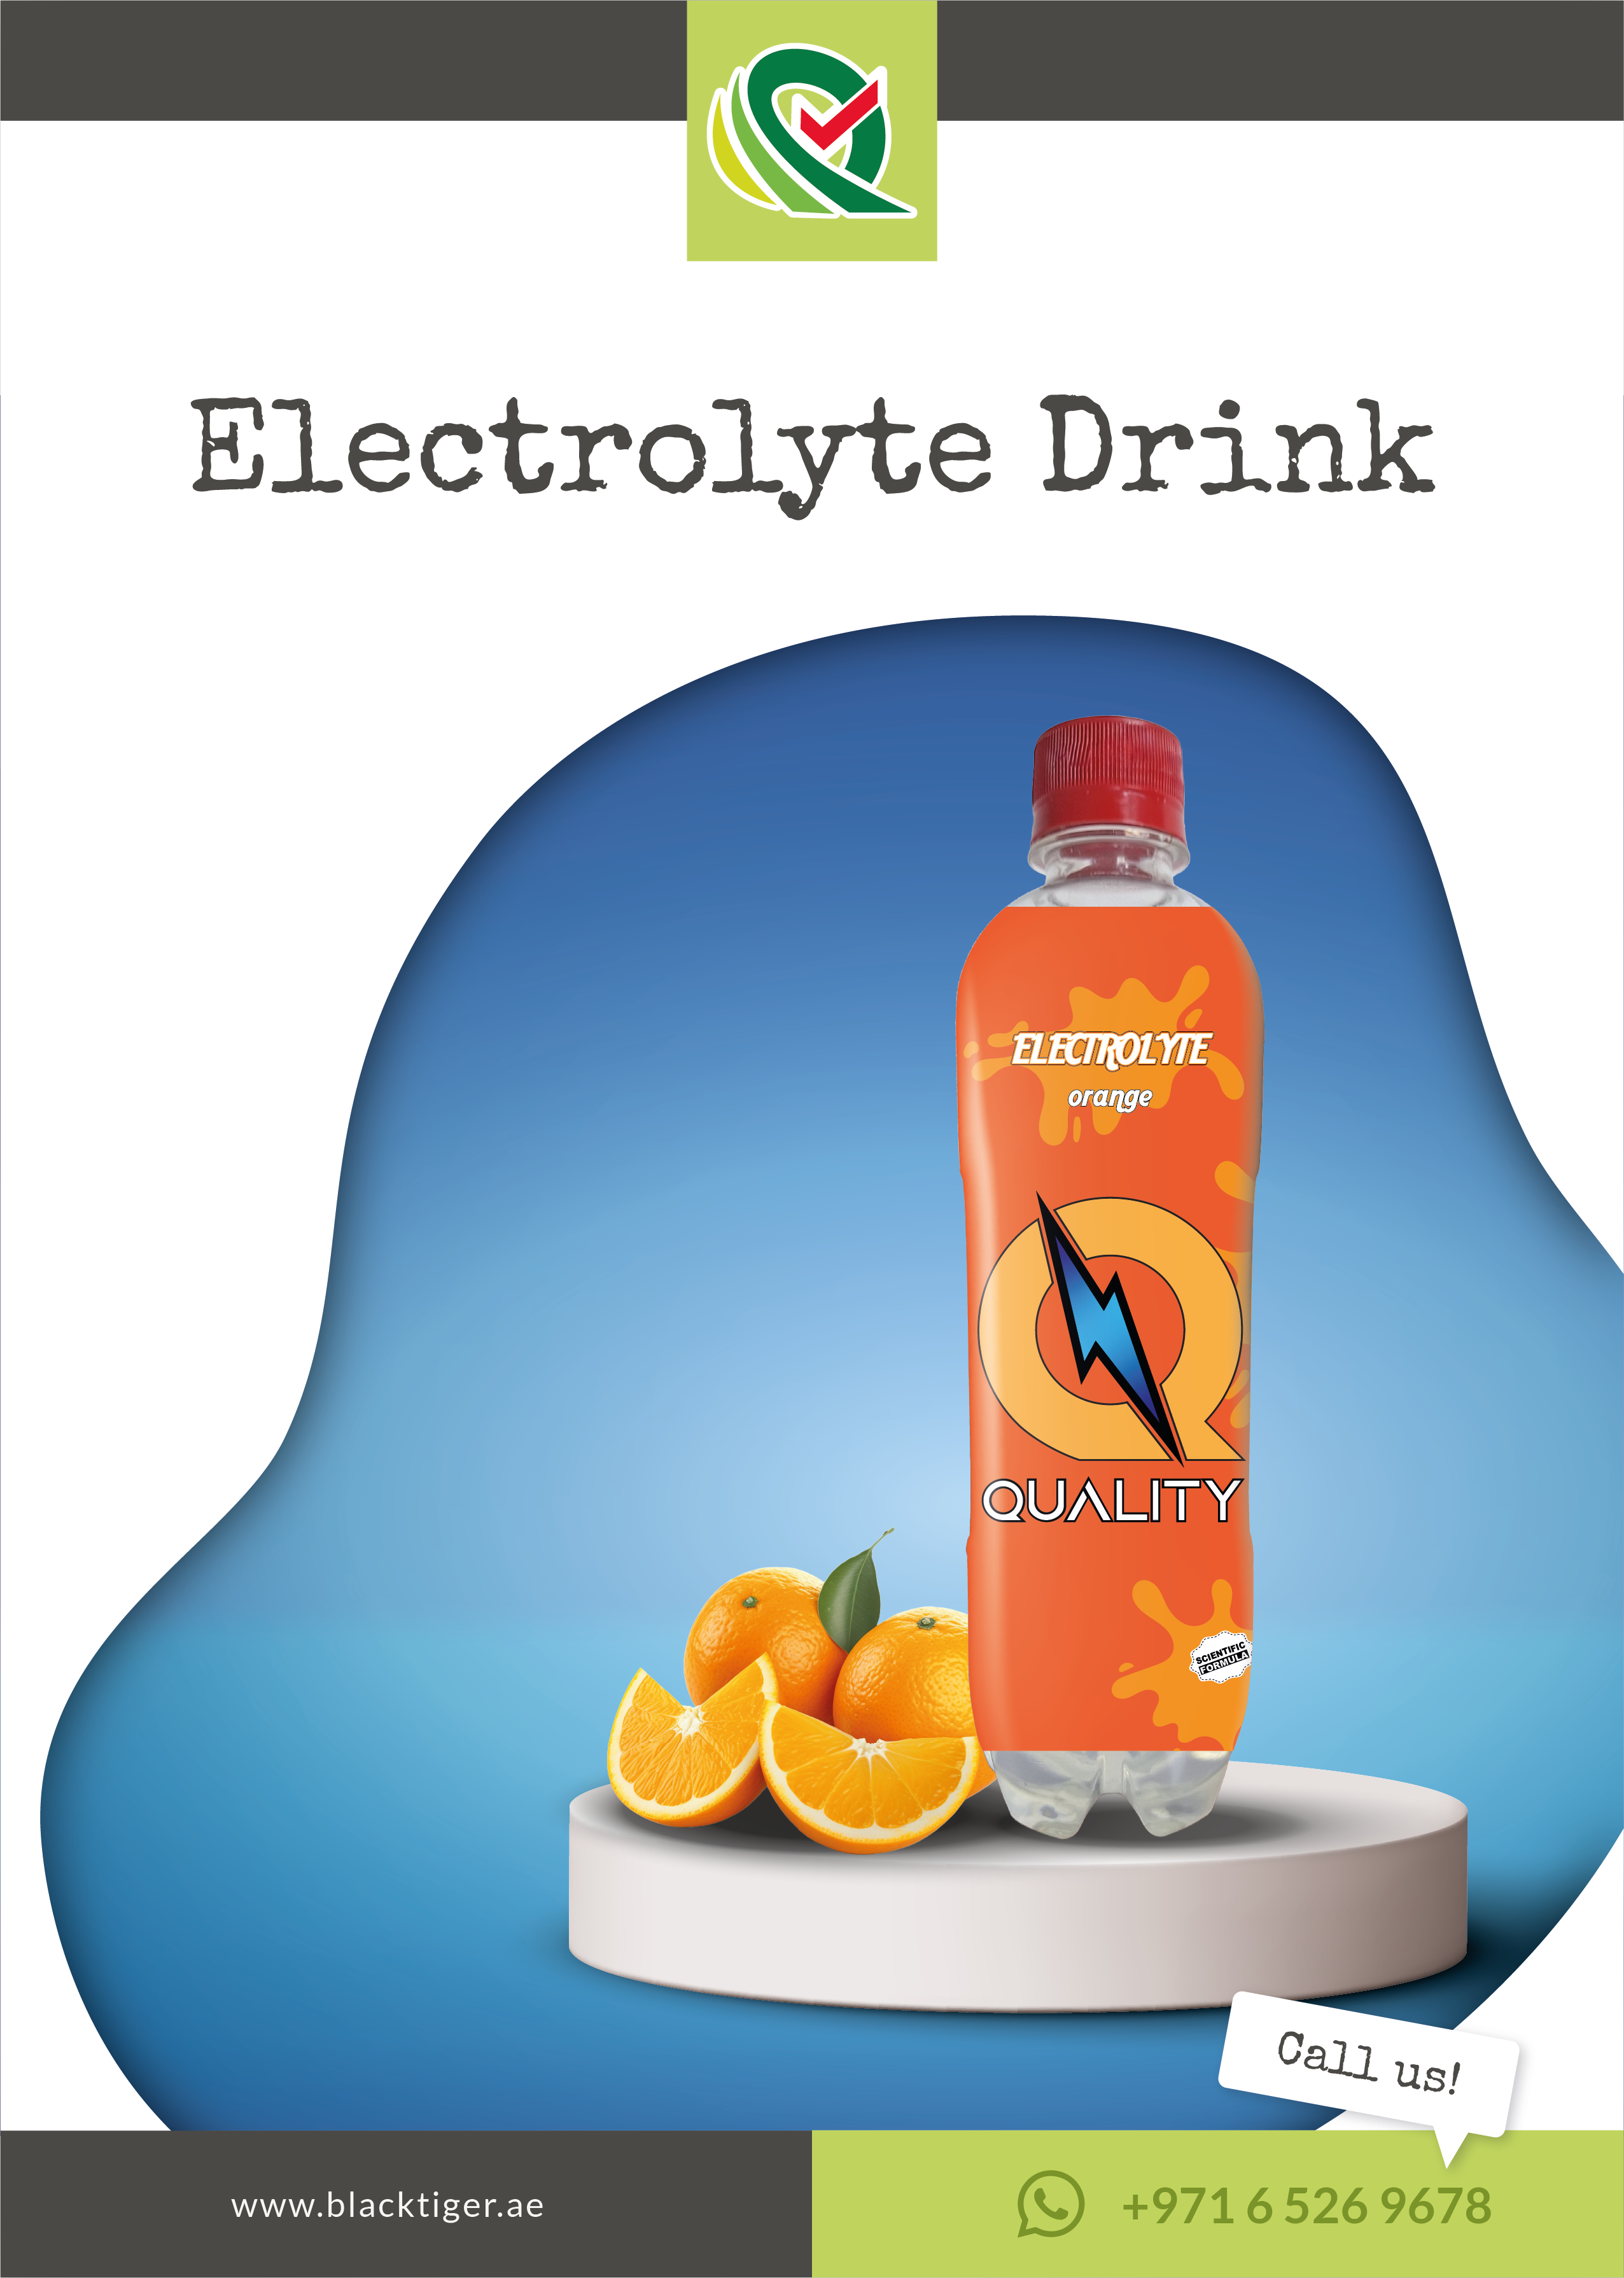 Electrolyte Drink
ELECTROLYTE
orange
QUALITY
SCIENTIFIC
FORMULA
Call us!
www.blacktiger.ae
+971 6 526 9678